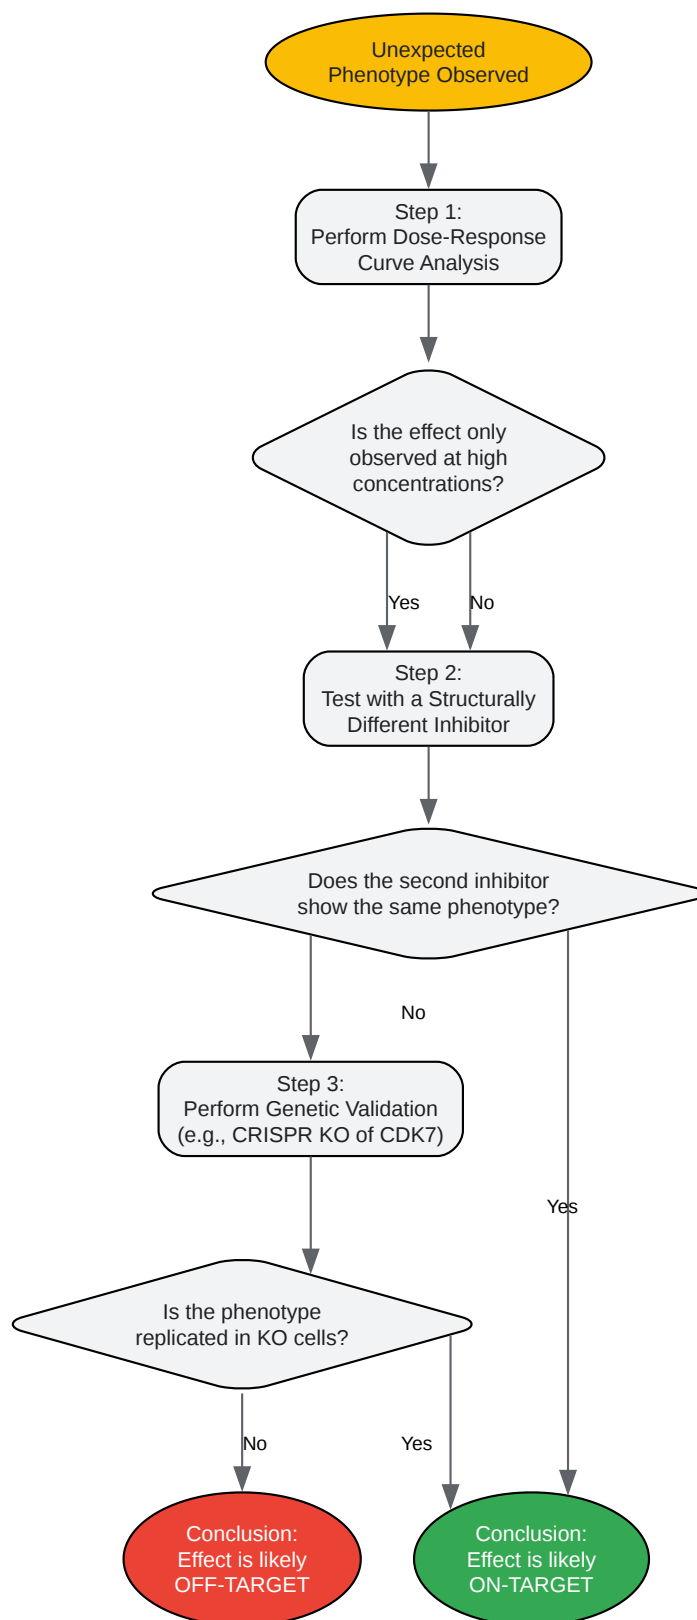 Unexpected
Phenotype Observed
Step 1:
Perform Dose-Response
Curve Analysis
Is the effect only
observed at high
concentrations?
Yes
No
Step 2:
Test with a Structurally
Different Inhibitor
Does the second inhibitor
show the same phenotype?
No
Step 3:
Perform Genetic Validation
(e.g., CRISPR KO of CDK7)
Yes
Is the phenotype
replicated in KO cells?
No
Yes
Conclusion:
Effect is likely
OFF-TARGET
Conclusion:
Effect is likely
ON-TARGET